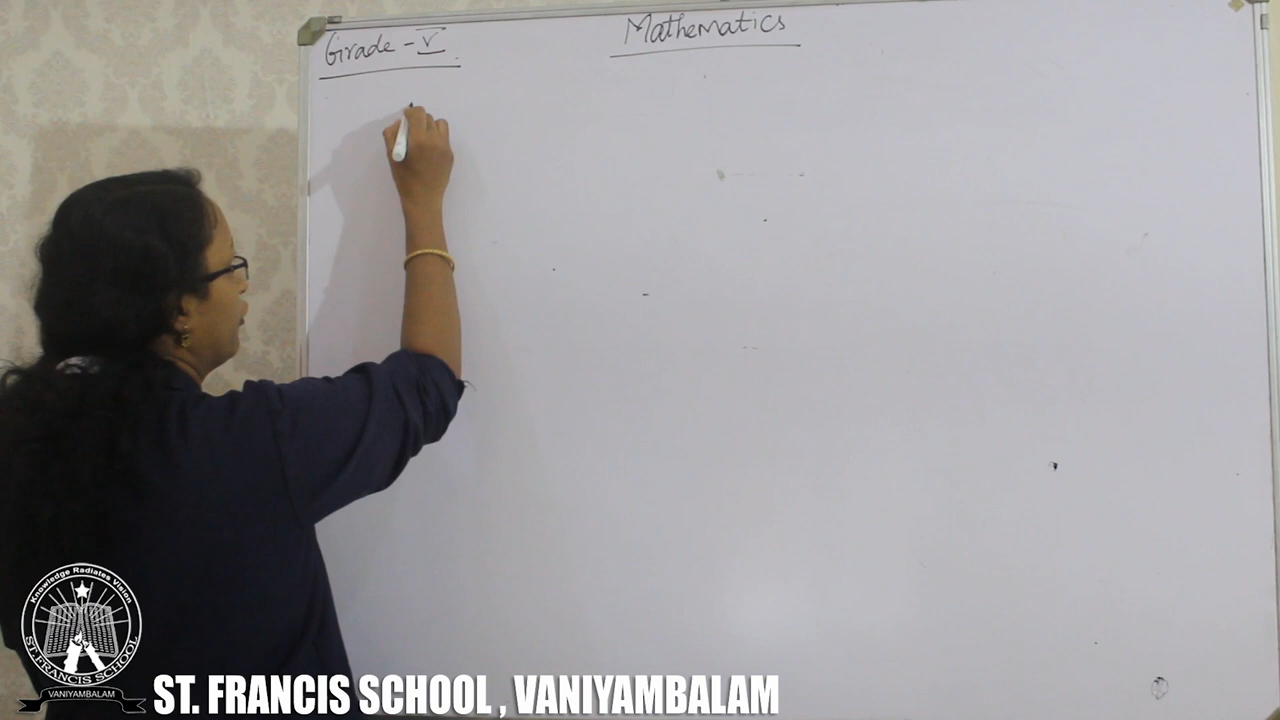 Grade - V
Mathematics
Knowledge Radiates Vision
ST. FRANCIS SCHOOL
VANIYAMBALAM
ST. FRANCIS SCHOOL , VANIYAMBALAM